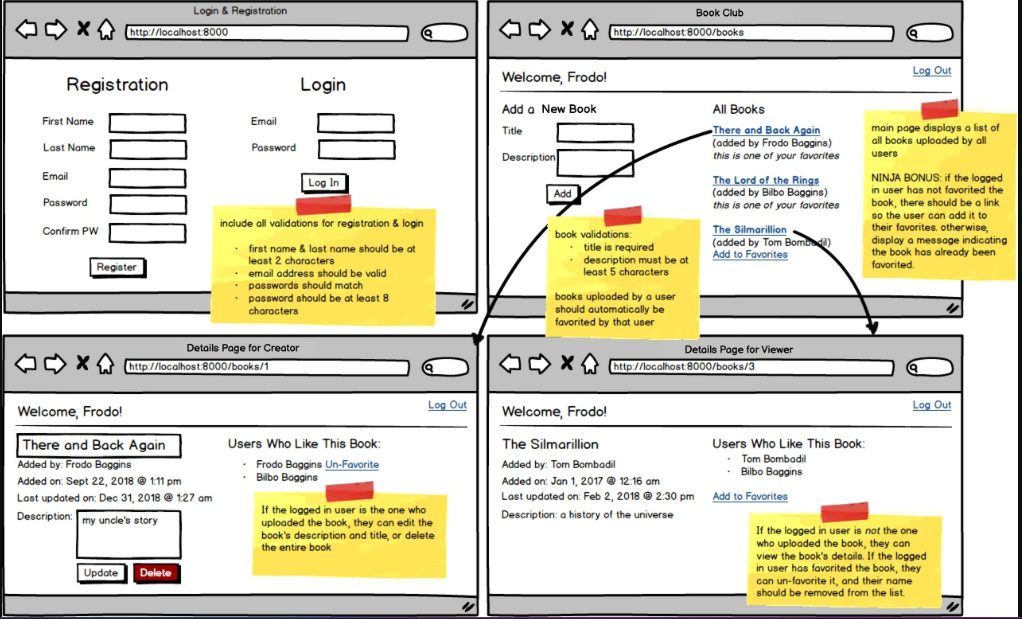 Login & Registration
http://localhost:8000
Registration
Login
First Name
Last Name
Email
Password
Confirm PW
Register
Email
Password
Log In
include all validations for registration & login
· first name & last name should be at
least 2 characters
· email address should be valid
· passwords should match
· password should be at least 8
characters
Book Club
http://localhost:8000/books
Welcome, Frodo!
Log Out
Add a New Book
Title
Description
Add
All Books
There and Back Again
(added by Frodo Baggins)
this is one of your favorites
The Lord of the Rings
(added by Bilbo Baggins)
this is one of your favorites
The Silmarillion
(added by Tom Bombadil)
Add to Favorites
book validations:
· title is required
· description must be at
least 5 characters
books uploaded by a user
should automatically be
favorited by that user
main page displays a list of
all books uploaded by all
users
NINJA BONUS: if the logged
in user has not favorited the
book, there should be a link
so the user can add it to
their favorites. otherwise,
display a message indicating
the book has already been
favorited.
Details Page for Creator
http://localhost:8000/books/1
Welcome, Frodo!
Log Out
There and Back Again
Added by: Frodo Baggins
Added on: Sept 22, 2018 @ 1:11 pm
Last updated on: Dec 31, 2018 @ 1:27 am
Description:
my uncle's story
Update
Delete
Users Who Like This Book:
· Frodo Baggins Un-Favorite
· Bilbo Baggins
If the logged in user is the one who
uploaded the book, they can edit the
book's description and title, or delete
the entire book
Details Page for Viewer
http://localhost:8000/books/3
Welcome, Frodo!
Log Out
The Silmarillion
Added by: Tom Bombadil
Added on: Jan 1, 2017 @ 12:16 am
Last updated on: Feb 2, 2018 @ 2:30 pm
Description: a history of the universe
Users Who Like This Book:
· Tom Bombadil
· Bilbo Baggins
Add to Favorites
If the logged in user is not the one
who uploaded the book, they can
view the book's details. If the logged
in user has favorited the book, they
can un-favorite it, and their name
should be removed from the list.